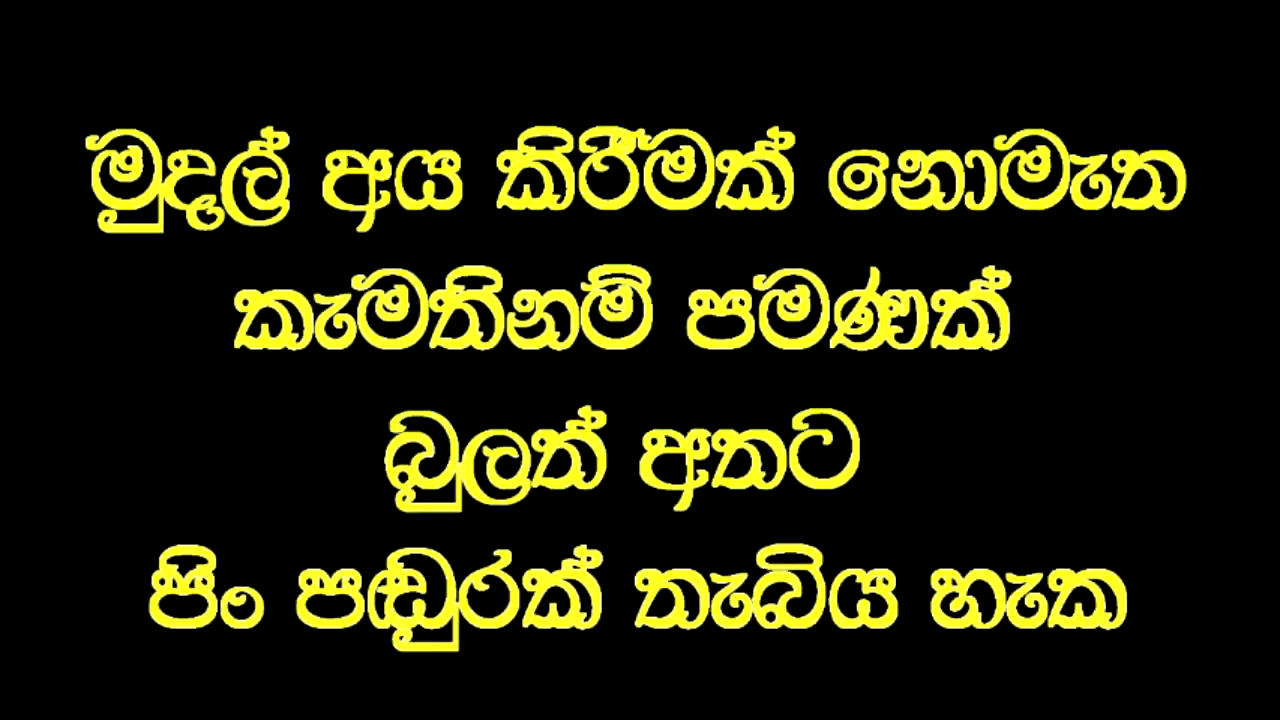 මුදල් අය කිරීමක් නොමැත
කැමතිනම් පමණක්
බුලත් අතට
පිං පඬුරක් තැබිය හැක